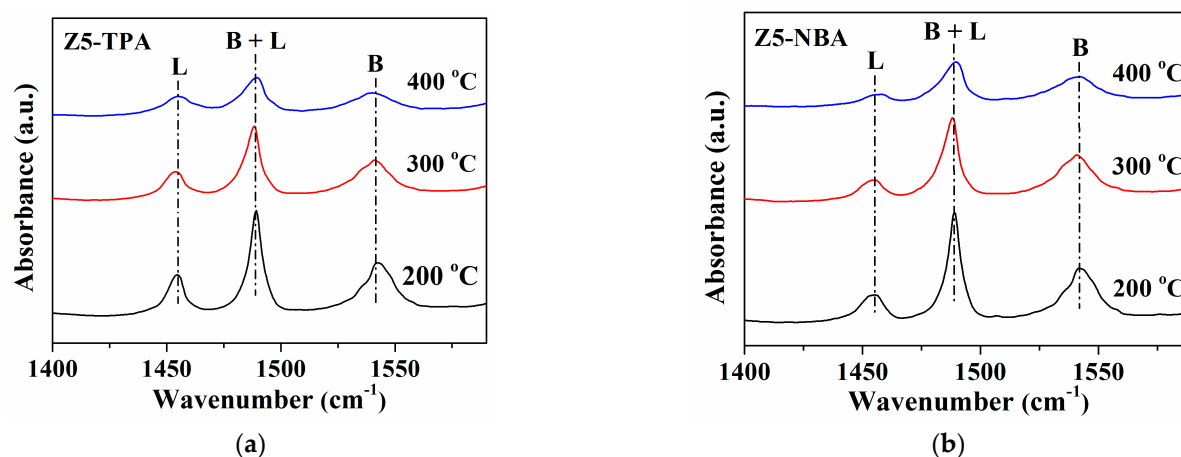 Z5-TPA
L
B + L
B
400 °C
300 °C
200 °C
Absorbance (a.u.)
1400
1450
1500
1550
Wavenumber (cm⁻¹)
(a)
Z5-NBA
L
B + L
B
400 °C
300 °C
200 °C
Absorbance (a.u.)
1400
1450
1500
1550
Wavenumber (cm⁻¹)
(b)